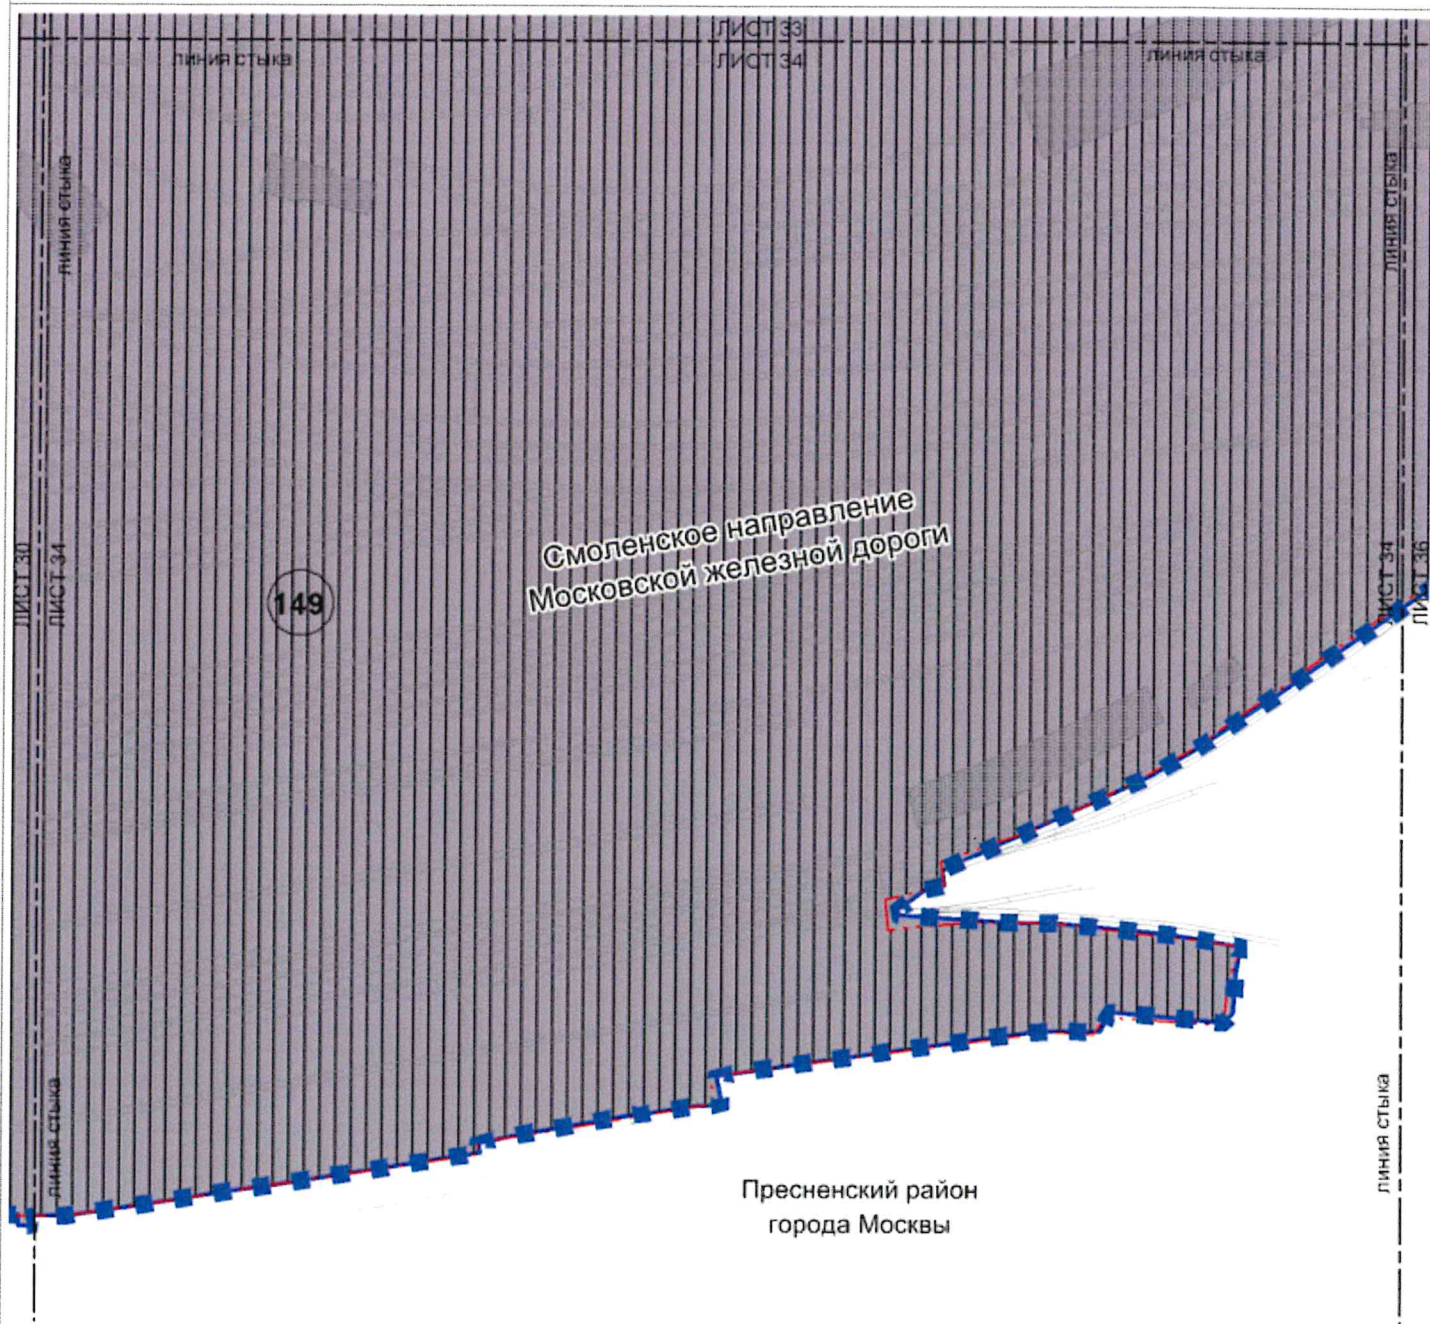 ЛИСТ 33
линия стыка
ЛИСТ 34
линия стыка
линия стыка
линия стыка
Смоленское направление
Московской железной дороги
ЛИСТ 30
ЛИСТ 34
149
ЛИСТ 34
ЛИСТ 36
линия стыка
линия стыка
Пресненский район
города Москвы